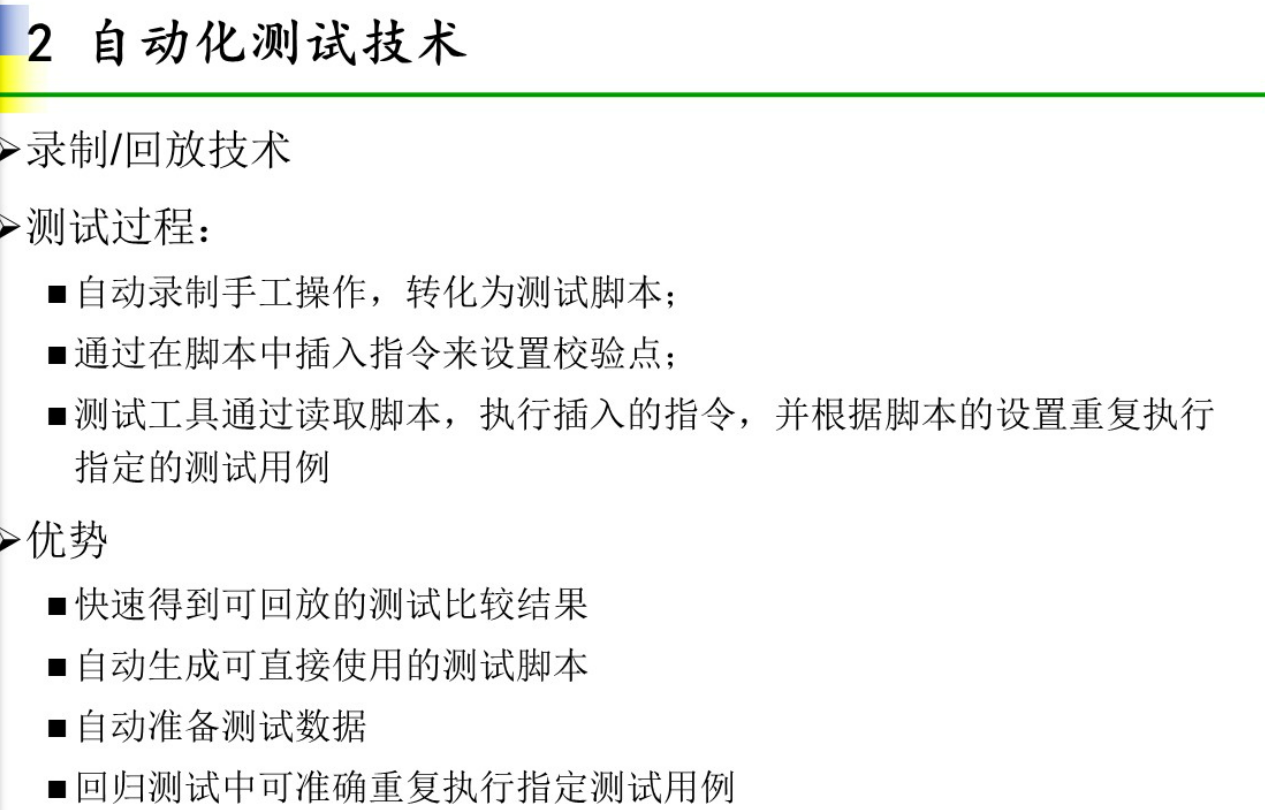 2 自动化测试技术
➢录制/回放技术
➢测试过程：
■自动录制手工操作，转化为测试脚本；
■通过在脚本中插入指令来设置校验点；
■测试工具通过读取脚本，执行插入的指令，并根据脚本的设置重复执行
指定的测试用例
➢优势
■快速得到可回放的测试比较结果
■自动生成可直接使用的测试脚本
■自动准备测试数据
■回归测试中可准确重复执行指定测试用例